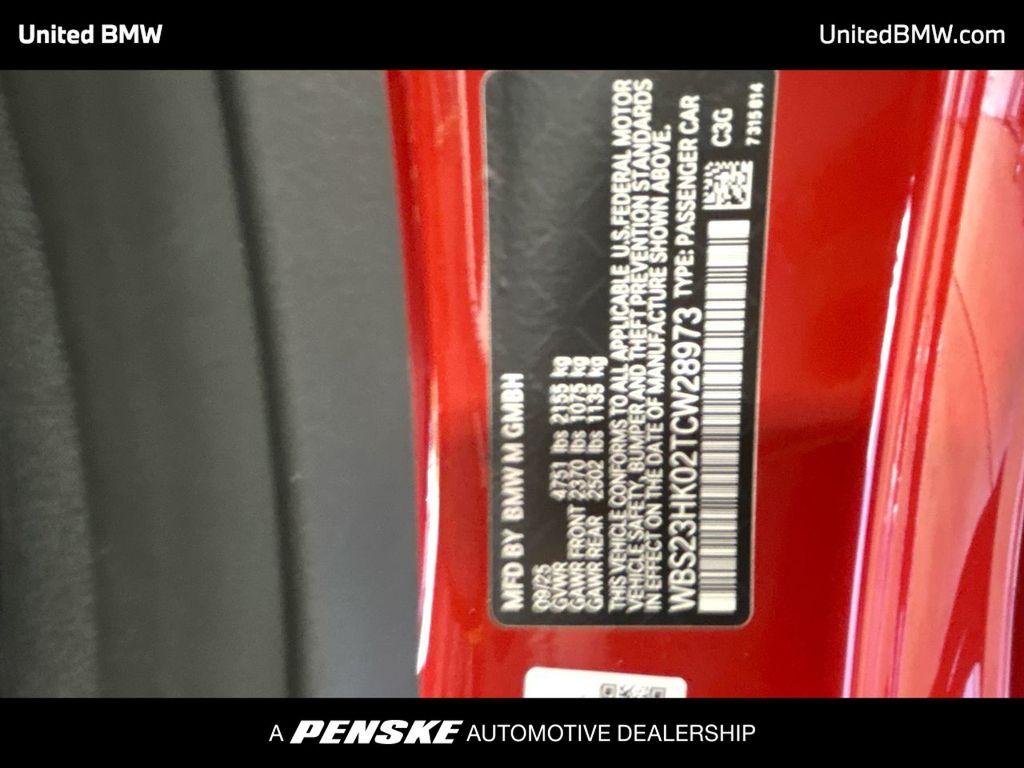 United BMW
UnitedBMW.com
MFD BY BMW M GMBH
09/25
GVWR 4751 lbs 2155 kg
GAWR FRONT 2370 lbs 1075 kg
GAWR REAR 2502 lbs 1135 kg
THIS VEHICLE CONFORMS TO ALL APPLICABLE U.S.FEDERAL MOTOR
VEHICLE SAFETY, BUMPER AND THEFT PREVENTION STANDARDS
IN EFFECT ON THE DATE OF MANUFACTURE SHOWN ABOVE.
WBS23HK02TCW28973 TYPE: PASSENGER CAR
C3G
7 315 814
A PENSKE AUTOMOTIVE DEALERSHIP